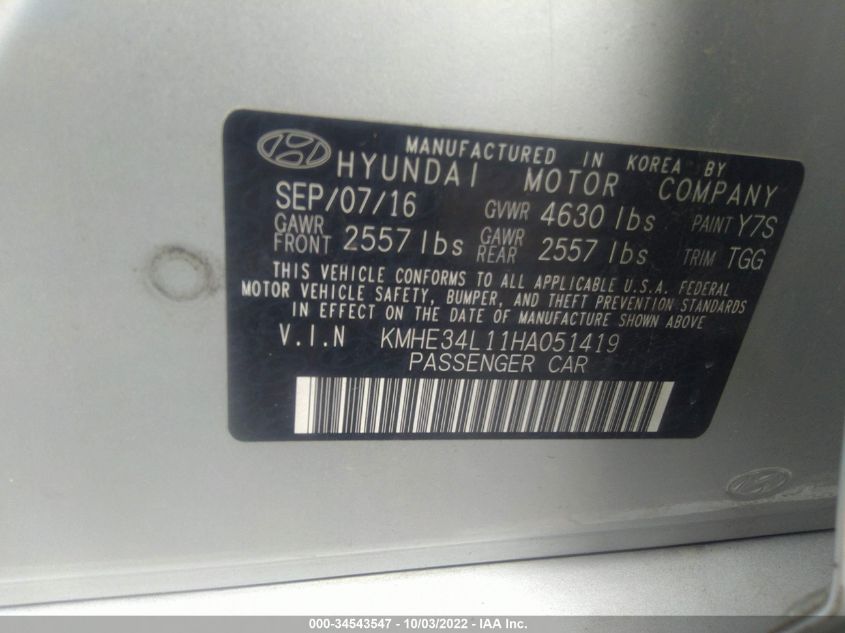 MANUFACTURED IN KOREA BY
HYUNDAI MOTOR COMPANY
SEP/07/16 GVWR 4630 lbs PAINT Y7S
GAWR FRONT 2557 lbs GAWR REAR 2557 lbs TRIM TGG
THIS VEHICLE CONFORMS TO ALL APPLICABLE U.S.A. FEDERAL
MOTOR VEHICLE SAFETY, BUMPER, AND THEFT PREVENTION STANDARDS
IN EFFECT ON THE DATE OF MANUFACTURE SHOWN ABOVE
V.I.N KMHE34L11HA051419
PASSENGER CAR
000-34543547 - 10/03/2022 - IAA Inc.